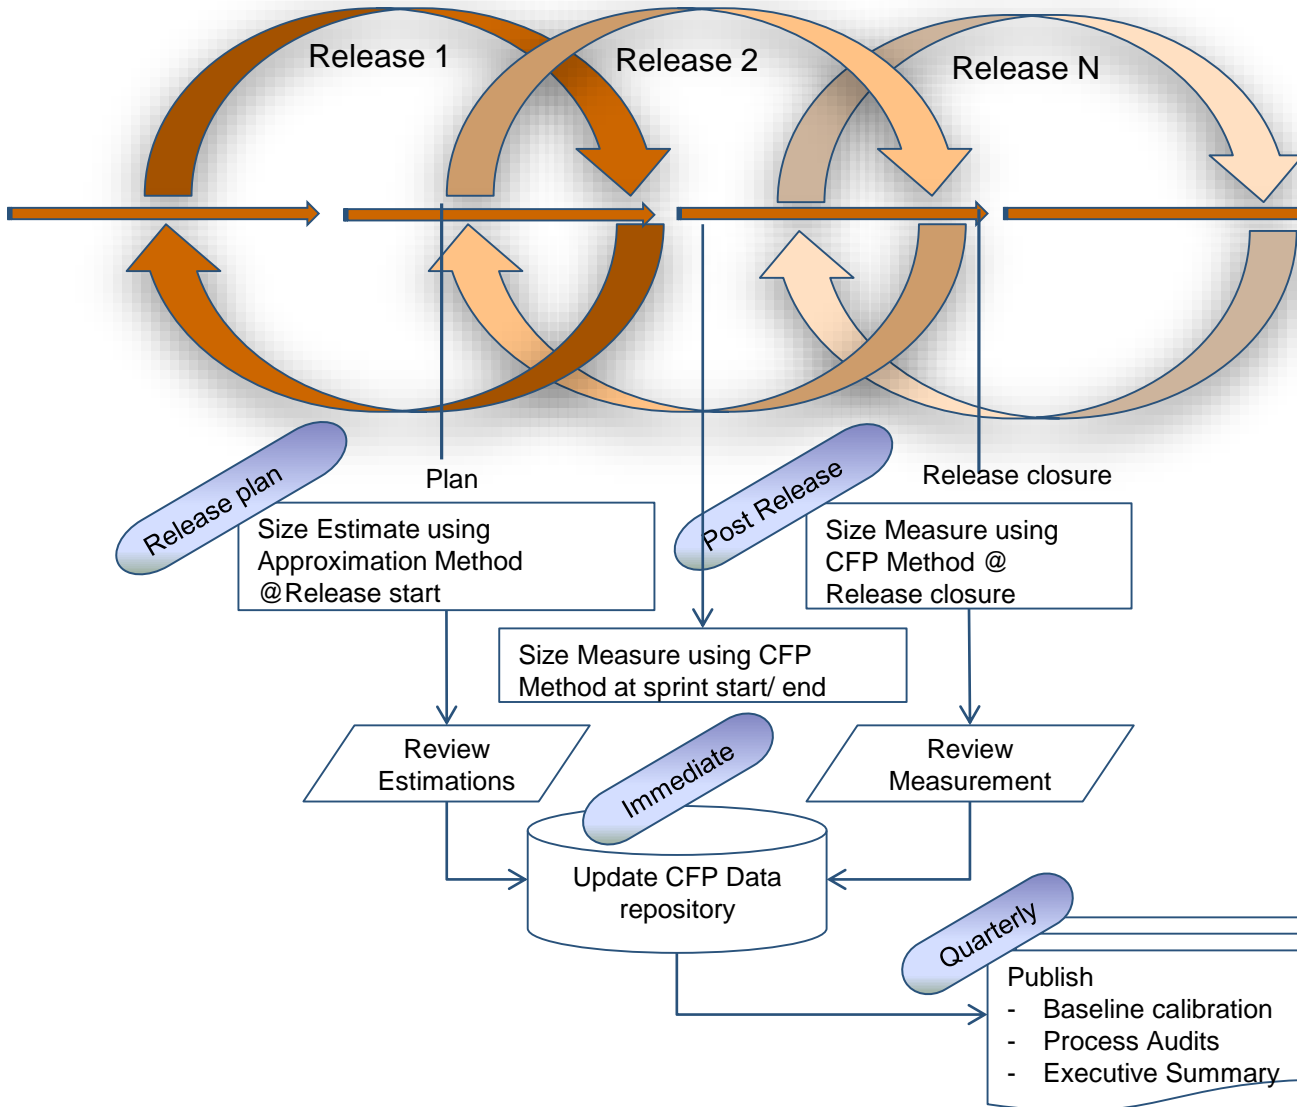 Release 1
Release 2
Release N
Release plan
Plan
Size Estimate using
Approximation Method
@Release start
Post Release
Release closure
Size Measure using
CFP Method @
Release closure
Size Measure using CFP
Method at sprint start/ end
Review
Estimations
Immediate
Review
Measurement
Update CFP Data
repository
Quarterly
Publish
- Baseline calibration
- Process Audits
- Executive Summary